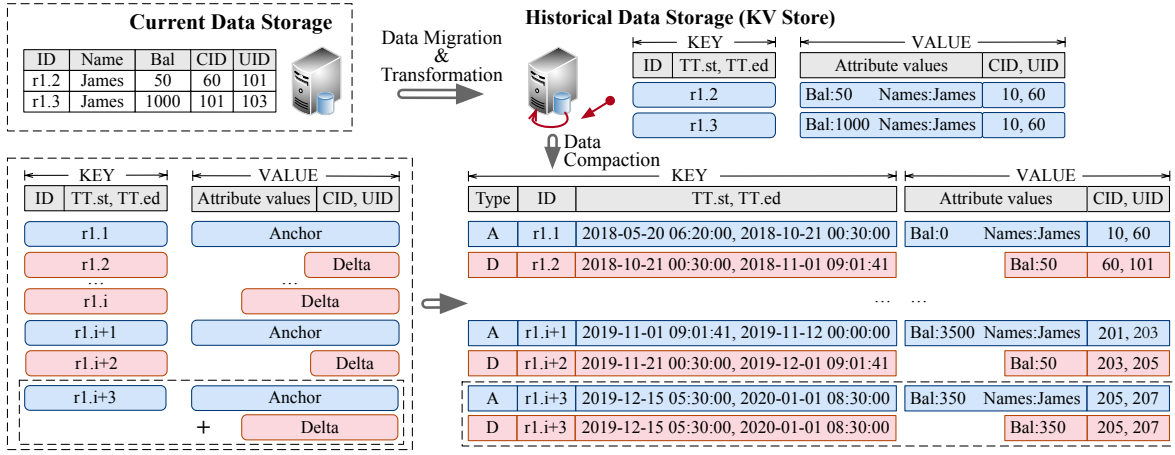 Current Data Storage
ID Name Bal CID UID
r1.2 James 50 60 101
r1.3 James 1000 101 103
Data Migration
&
Transformation
Historical Data Storage (KV Store)
KEY VALUE
ID TT.st, TT.ed Attribute values CID, UID
r1.2 Bal:50 Names:James 10, 60
r1.3 Bal:1000 Names:James 10, 60
Data
Compaction
KEY VALUE
ID TT.st, TT.ed Attribute values CID, UID
r1.1 Anchor
r1.2 Delta
... ...
r1.i Delta
r1.i+1 Anchor
r1.i+2 Delta
r1.i+3 Anchor
+ Delta
KEY VALUE
Type ID TT.st, TT.ed Attribute values CID, UID
A r1.1 2018-05-20 06:20:00, 2018-10-21 00:30:00 Bal:0 Names:James 10, 60
D r1.2 2018-10-21 00:30:00, 2018-11-01 09:01:41 Bal:50 60, 101
... ...
A r1.i+1 2019-11-01 09:01:41, 2019-11-12 00:00:00 Bal:3500 Names:James 201, 203
D r1.i+2 2019-11-21 00:30:00, 2019-12-01 09:01:41 Bal:50 203, 205
A r1.i+3 2019-12-15 05:30:00, 2020-01-01 08:30:00 Bal:350 Names:James 205, 207
D r1.i+3 2019-12-15 05:30:00, 2020-01-01 08:30:00 Bal:350 205, 207